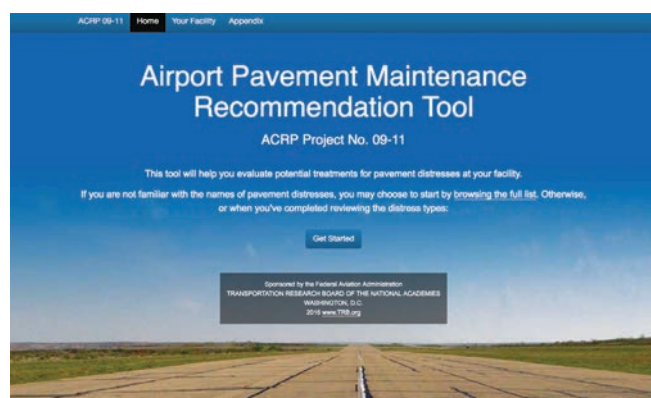 ACRP 09-11 Home Your Facility Appendix
Airport Pavement Maintenance
Recommendation Tool
ACRP Project No. 09-11
This tool will help you evaluate potential treatments for pavement distresses at your facility.
If you are not familiar with the names of pavement distresses, you may choose to start by browsing the full list. Otherwise,
or when you've completed reviewing the distress types:
Get Started
Sponsored by the Federal Aviation Administration
TRANSPORTATION RESEARCH BOARD OF THE NATIONAL ACADEMIES
WASHINGTON, D.C.
2016 www.TRB.org